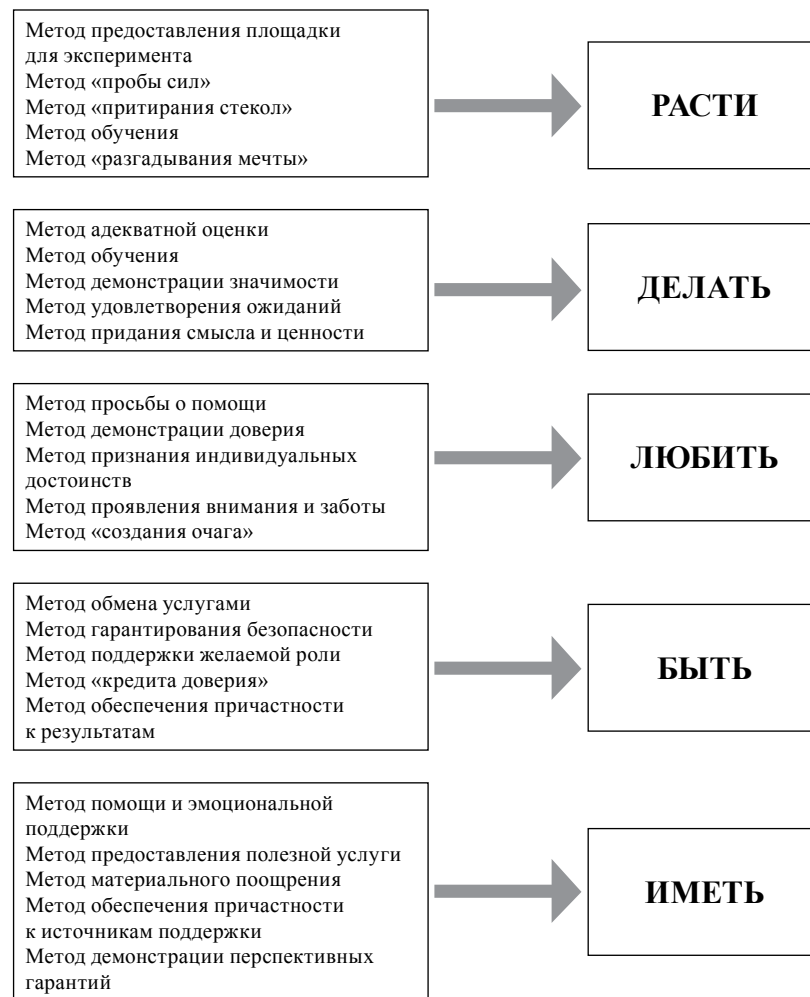 Метод предоставления площадки
для эксперимента
Метод «пробы сил»
Метод «притирания стекол»
Метод обучения
Метод «разгадывания мечты»
РАСТИ
Метод адекватной оценки
Метод обучения
Метод демонстрации значимости
Метод удовлетворения ожиданий
Метод придания смысла и ценности
ДЕЛАТЬ
Метод просьбы о помощи
Метод демонстрации доверия
Метод признания индивидуальных
достоинств
Метод проявления внимания и заботы
Метод «создания очага»
ЛЮБИТЬ
Метод обмена услугами
Метод гарантирования безопасности
Метод поддержки желаемой роли
Метод «кредита доверия»
Метод обеспечения причастности
к результатам
БЫТЬ
Метод помощи и эмоциональной
поддержки
Метод предоставления полезной услуги
Метод материального поощрения
Метод обеспечения причастности
к источникам поддержки
Метод демонстрации перспективных
гарантий
ИМЕТЬ